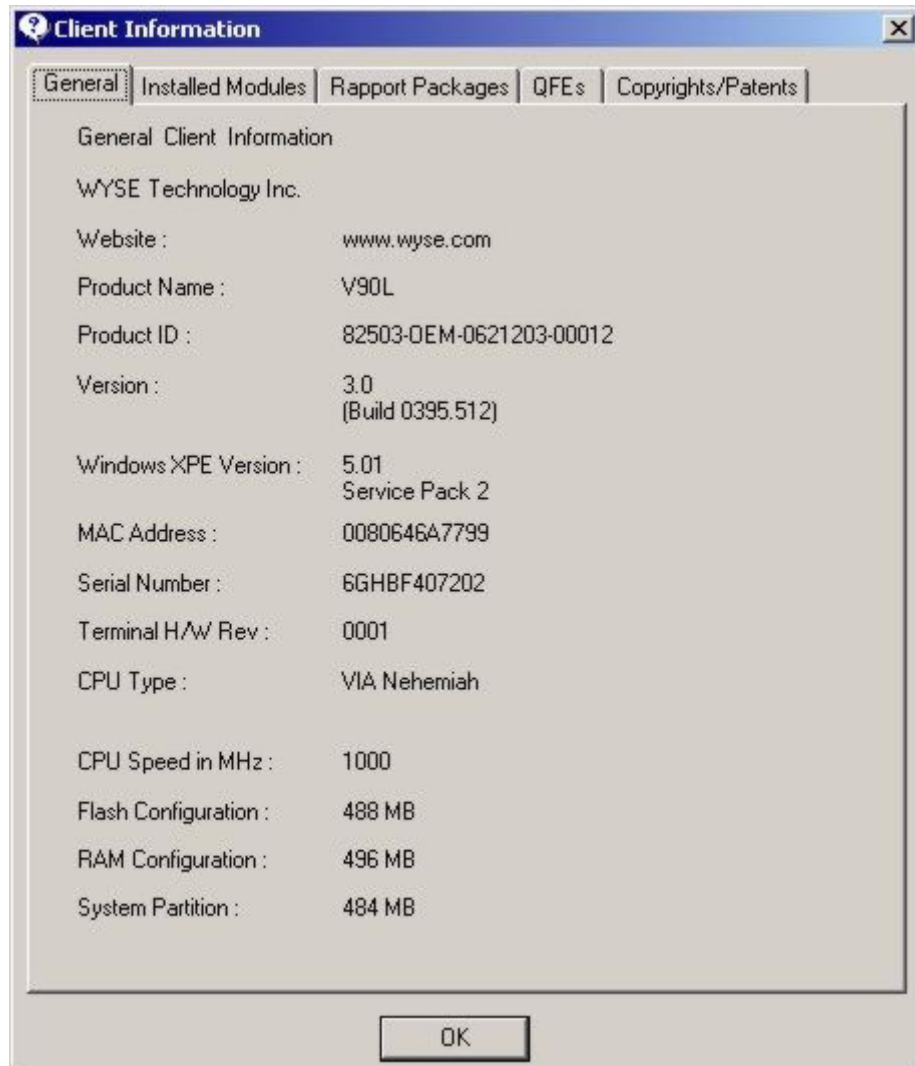 Client Information
General Installed Modules Rapport Packages QFEs Copyrights/Patents
General Client Information
WYSE Technology Inc.
Website : www.wyse.com
Product Name : V90L
Product ID : 82503-OEM-0621203-00012
Version : 3.0
(Build 0395.512)
Windows XPE Version : 5.01
Service Pack 2
MAC Address : 0080646A7799
Serial Number : 6GHBF407202
Terminal H/W Rev : 0001
CPU Type : VIA Nehemiah
CPU Speed in MHz : 1000
Flash Configuration : 488 MB
RAM Configuration : 496 MB
System Partition : 484 MB
OK